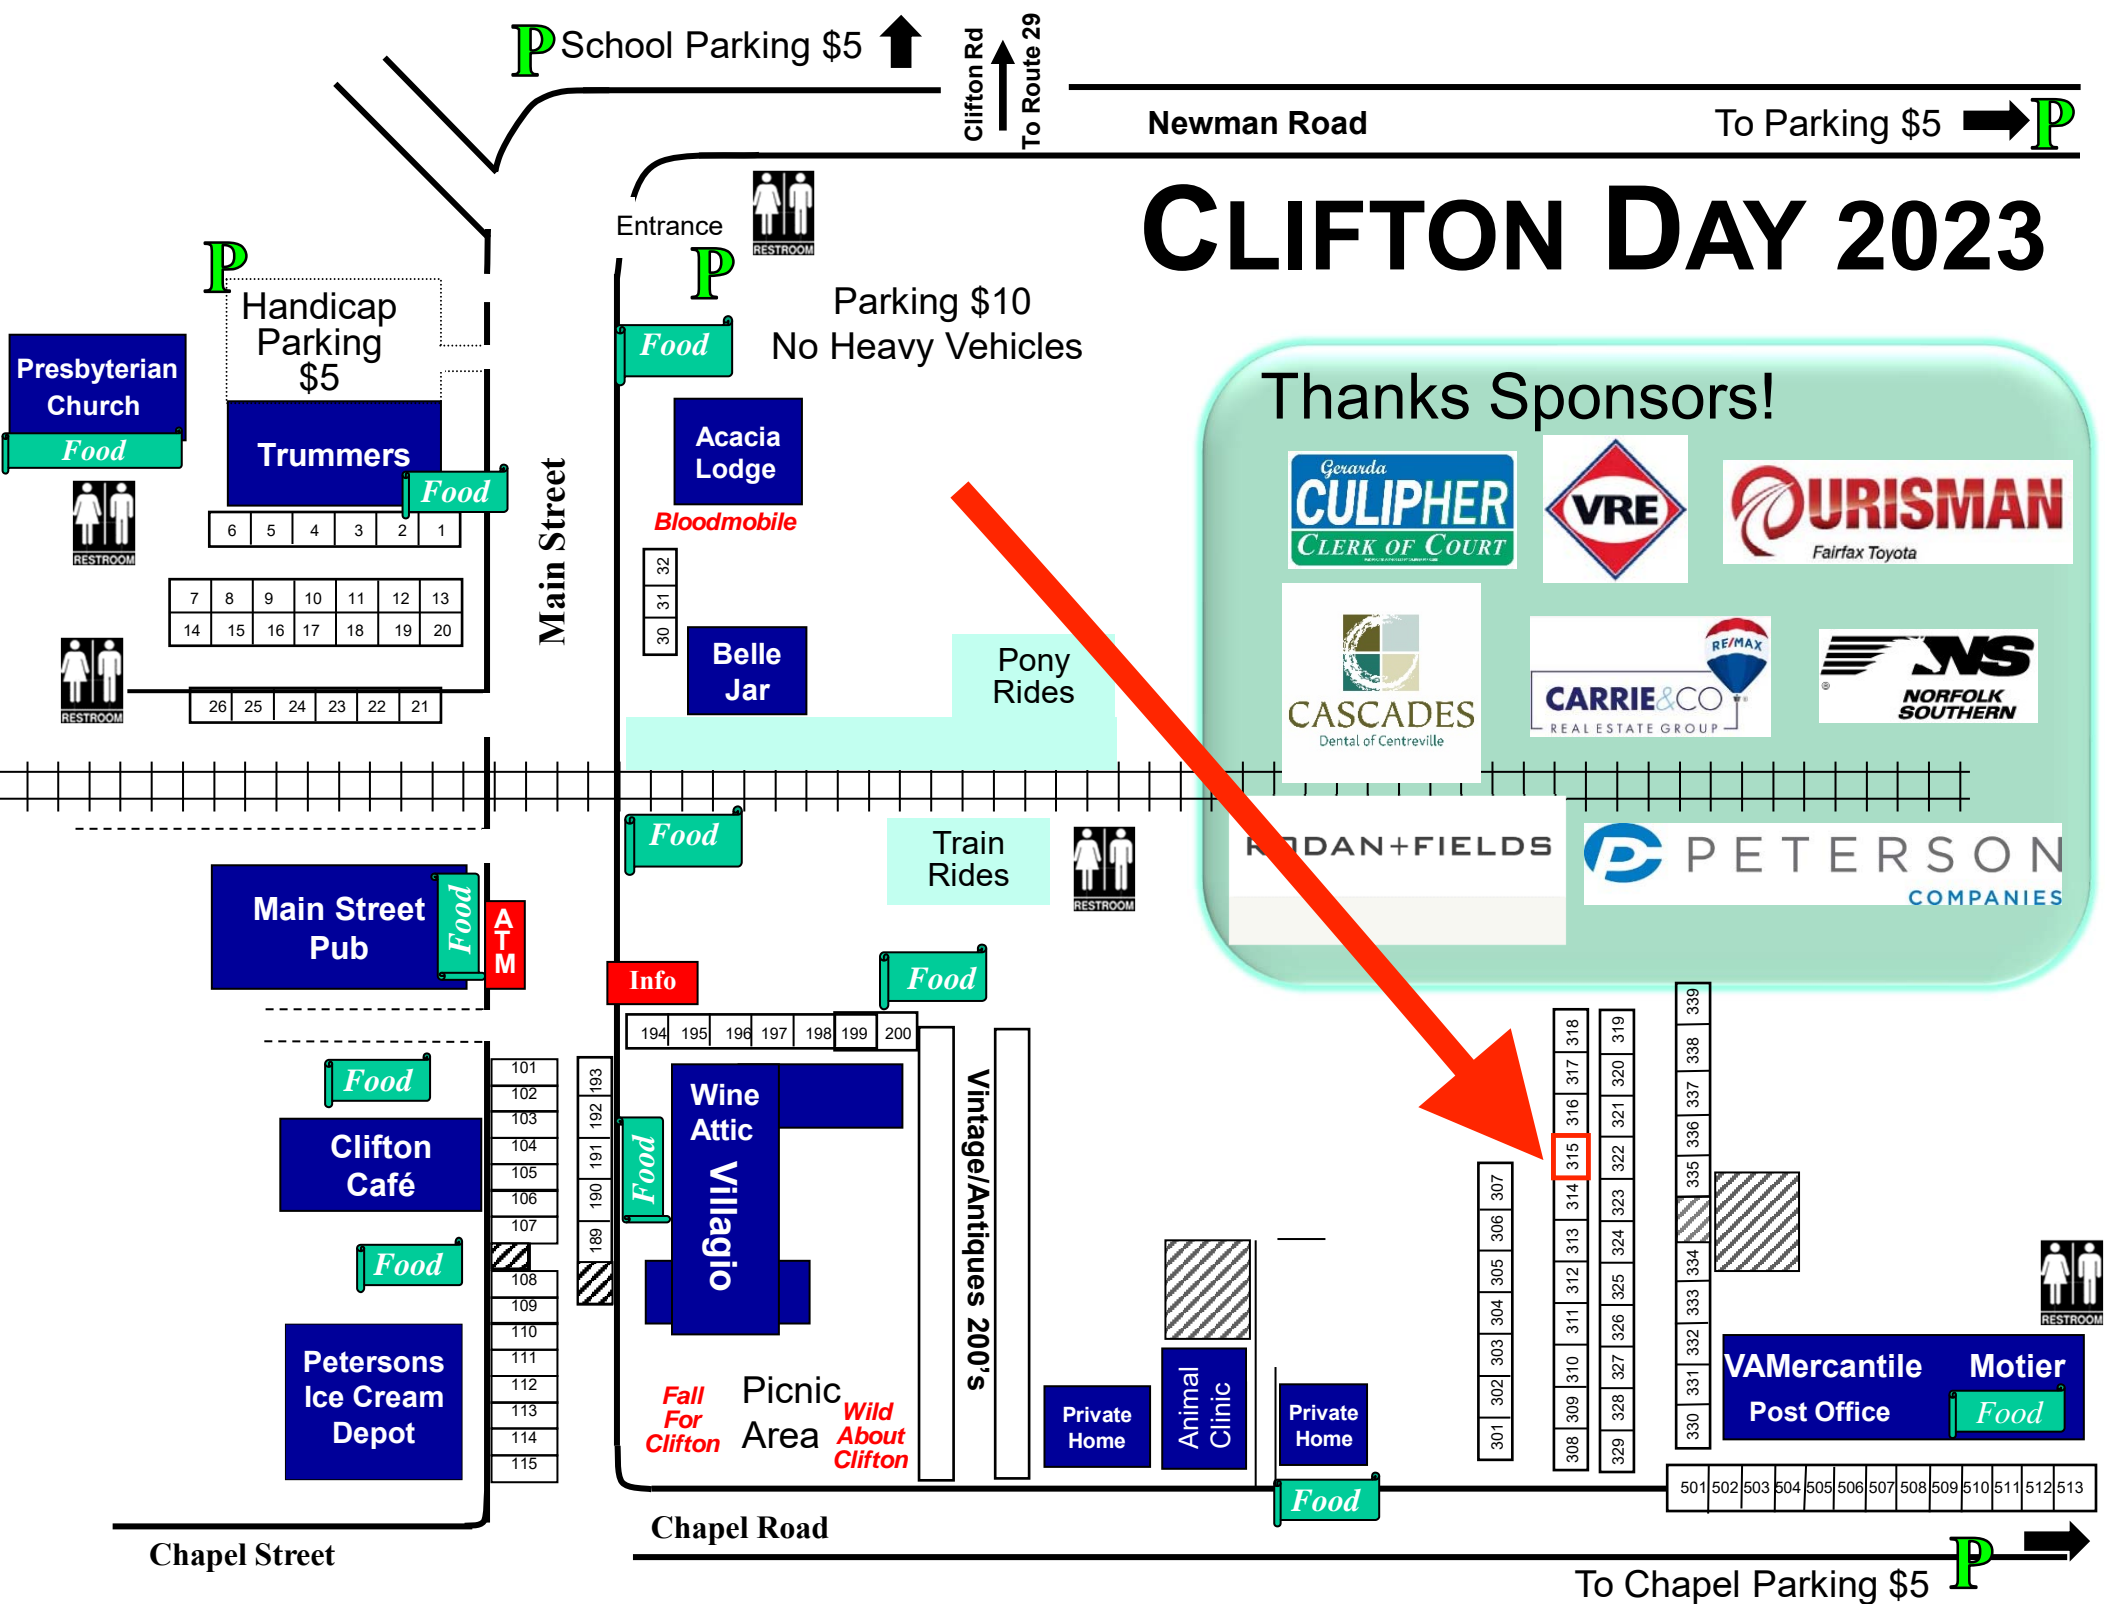 School Parking $5
Clifton Rd
To Route 29
Newman Road
To Parking $5
P
P
RESTROOM
CLIFTON DAY 2023
Entrance
P
P
Parking $10
No Heavy Vehicles
Handicap
Parking
$5
Presbyterian
Church
Food
Food
Trummers
Food
RESTROOM
Acacia
Lodge
Bloodmobile
Main Street
6 5 4 3 2 1
7 8 9 10 11 12 13
14 15 16 17 18 19 20
RESTROOM
26 25 24 23 22 21
32
31
30
Belle
Jar
Pony
Rides
Thanks Sponsors!
Gerarda
CULIPHER
CLERK OF COURT
VRE
OURISMAN
Fairfax Toyota
CASCADES
Dental of Centreville
RE/MAX
CARRIE&CO
REAL ESTATE GROUP
NS
®
NORFOLK
SOUTHERN
RODAN+FIELDS
PETERSON
COMPANIES
Food
Train
Rides
RESTROOM
Main Street
Pub
Food
ATM
Info
Food
194 195 196 197 198 199 200
Food
Clifton
Café
Food
Petersons
Ice Cream
Depot
101
102
103
104
105
106
107
108
109
110
111
112
113
114
115
193
192
191
190
189
Food
Wine
Attic
Villagio
Vintage/Antiques 200's
Fall
For
Clifton
Picnic
Area
Wild
About
Clifton
Private
Home
Animal
Clinic
Private
Home
Food
307
306
305
304
303
302
301
318
317
316
315
314
313
312
311
310
309
308
319
320
321
322
323
324
325
326
327
328
329
339
338
337
336
335
334
333
332
331
330
RESTROOM
VAMercantile Motier
Post Office
Food
501 502 503 504 505 506 507 508 509 510 511 512 513
Chapel Street
Chapel Road
To Chapel Parking $5
P